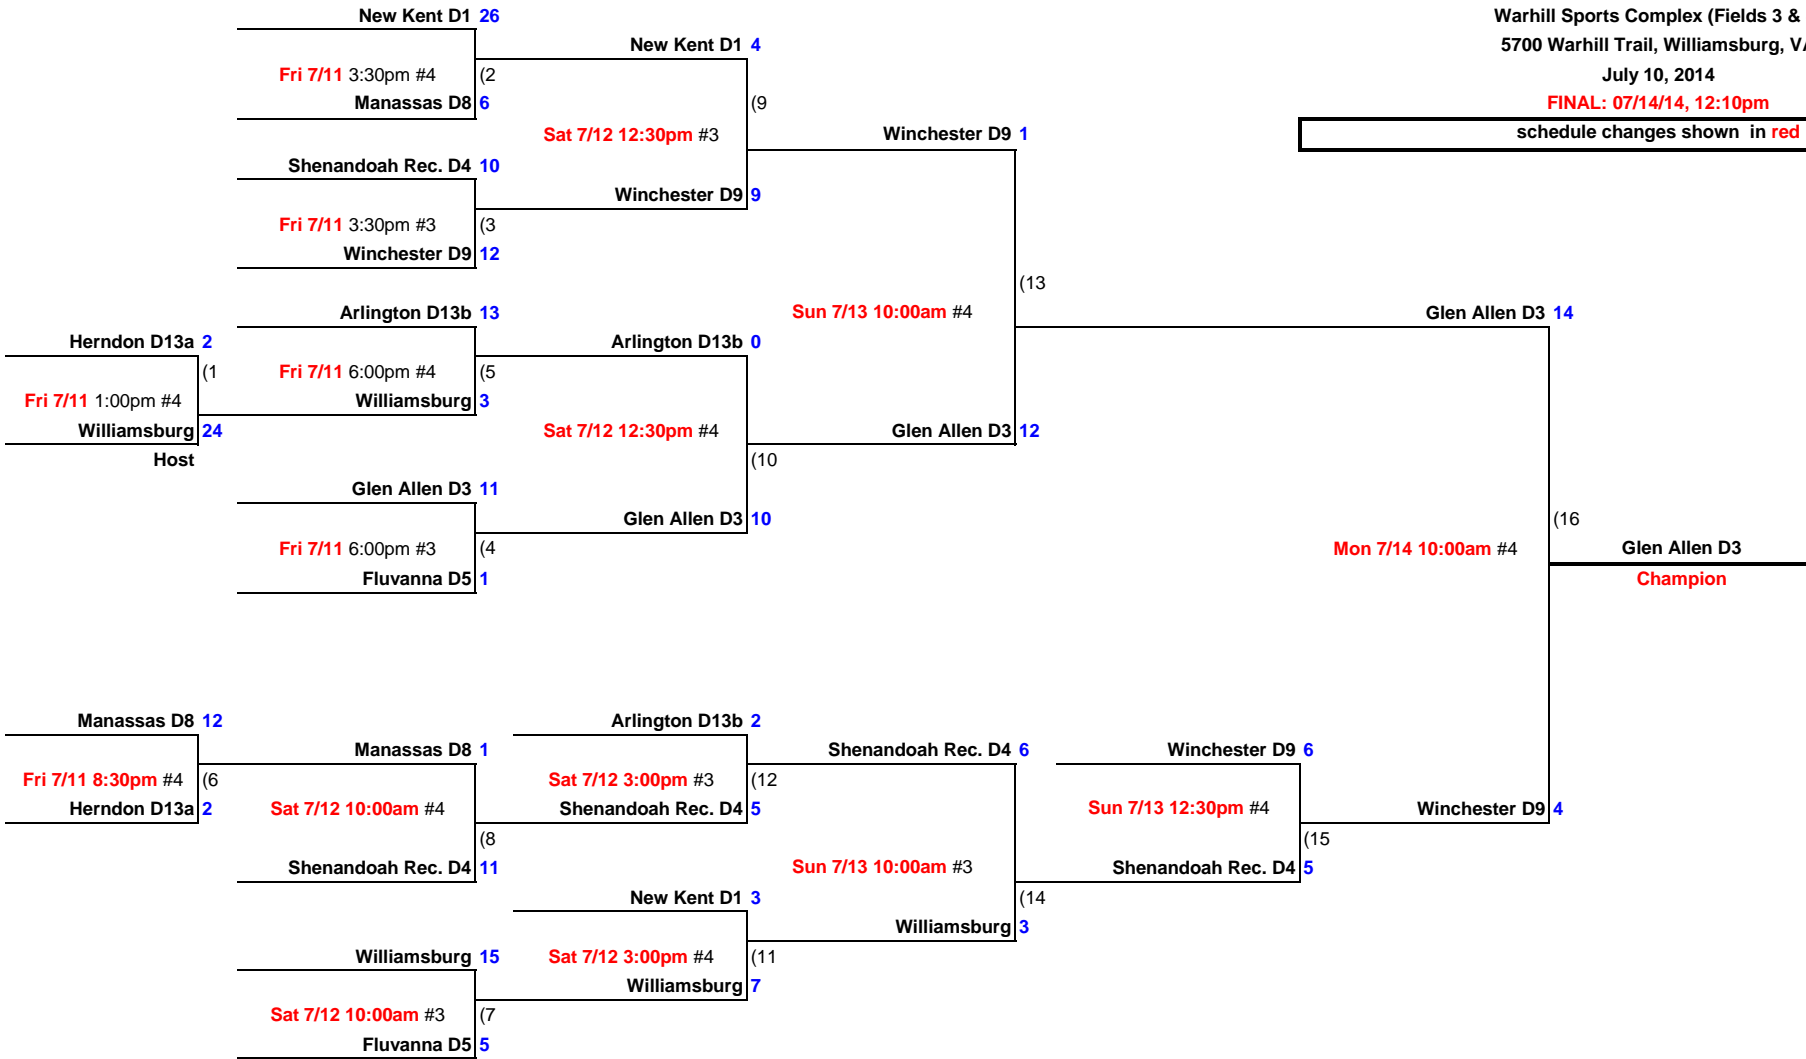 New Kent D1 26
Warhill Sports Complex (Fields 3 &
New Kent D1 4
5700 Warhill Trail, Williamsburg, VA
Fri 7/11 3:30pm #4 (2
July 10, 2014
Manassas D8 6
(9
FINAL: 07/14/14, 12:10pm
Sat 7/12 12:30pm #3
Winchester D9 1
schedule changes shown in red
Shenandoah Rec. D4 10
Winchester D9 9
Fri 7/11 3:30pm #3 (3
Winchester D9 12
(13
Arlington D13b 13
Sun 7/13 10:00am #4
Glen Allen D3 14
Herndon D13a 2
Arlington D13b 0
(1
Fri 7/11 6:00pm #4 (5
Fri 7/11 1:00pm #4
Williamsburg 3
Williamsburg 24
Sat 7/12 12:30pm #4
Glen Allen D3 12
Host
(10
Glen Allen D3 11
Glen Allen D3 10
(16
Fri 7/11 6:00pm #3 (4
Mon 7/14 10:00am #4
Glen Allen D3
Fluvanna D5 1
Champion
Manassas D8 12
Arlington D13b 2
Manassas D8 1
Shenandoah Rec. D4 6
Winchester D9 6
Fri 7/11 8:30pm #4 (6
Sat 7/12 3:00pm #3 (12
Herndon D13a 2
Sat 7/12 10:00am #4
Shenandoah Rec. D4 5
Sun 7/13 12:30pm #4
Winchester D9 4
(8
(15
Shenandoah Rec. D4 11
Sun 7/13 10:00am #3
Shenandoah Rec. D4 5
New Kent D1 3
(14
Williamsburg 3
Williamsburg 15
Sat 7/12 3:00pm #4 (11
Williamsburg 7
Sat 7/12 10:00am #3 (7
Fluvanna D5 5